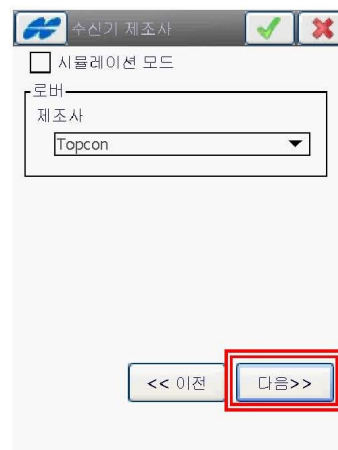 수신기 제조사
시뮬레이션 모드
로버
제조사
Topcon
<< 이전
다음>>